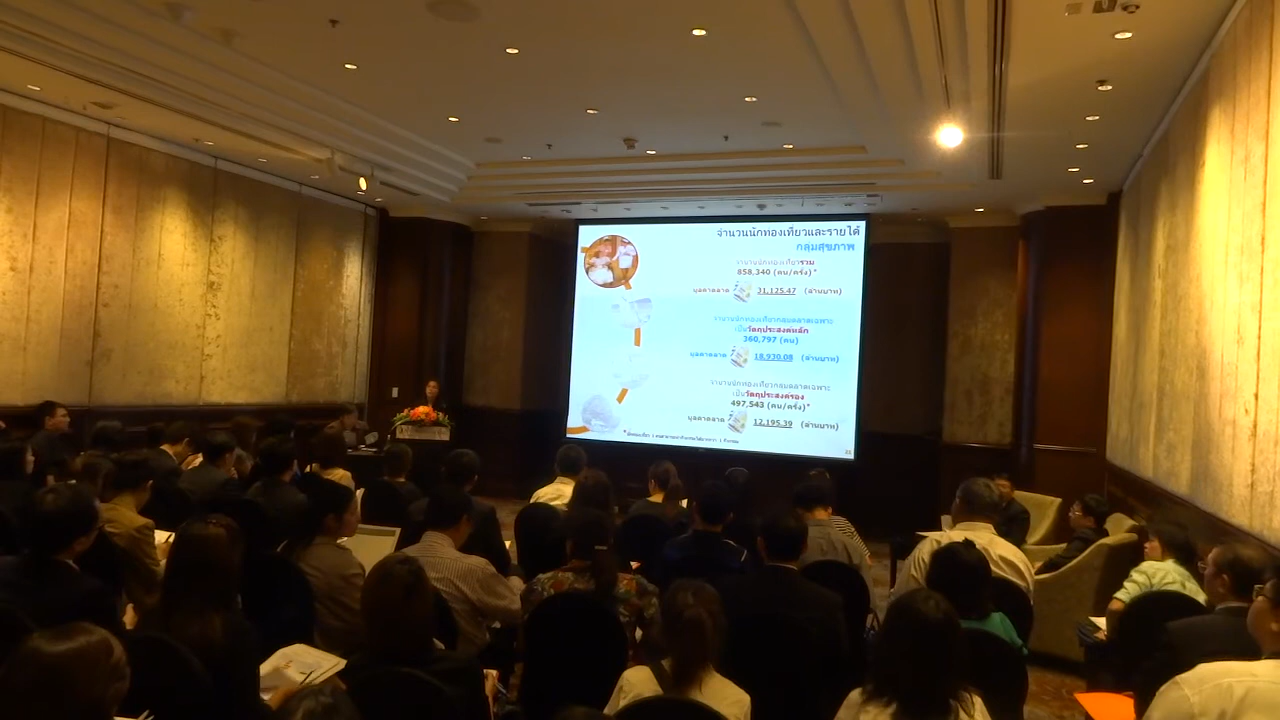 จำนวนนักท่องเที่ยวและรายได้
กลุ่มสุขภาพ
จำนวนนักท่องเที่ยวรวม
858,340 (คน/ครั้ง)*
มูลค่าตลาด 31,125.47 (ล้านบาท)
จำนวนนักท่องเที่ยวกลุ่มตลาดเฉพาะ
เป็นวัตถุประสงค์หลัก
360,797 (คน)
มูลค่าตลาด 18,930.08 (ล้านบาท)
จำนวนนักท่องเที่ยวกลุ่มตลาดเฉพาะ
เป็นวัตถุประสงค์รอง
497,543 (คน/ครั้ง)*
มูลค่าตลาด 12,195.39 (ล้านบาท)